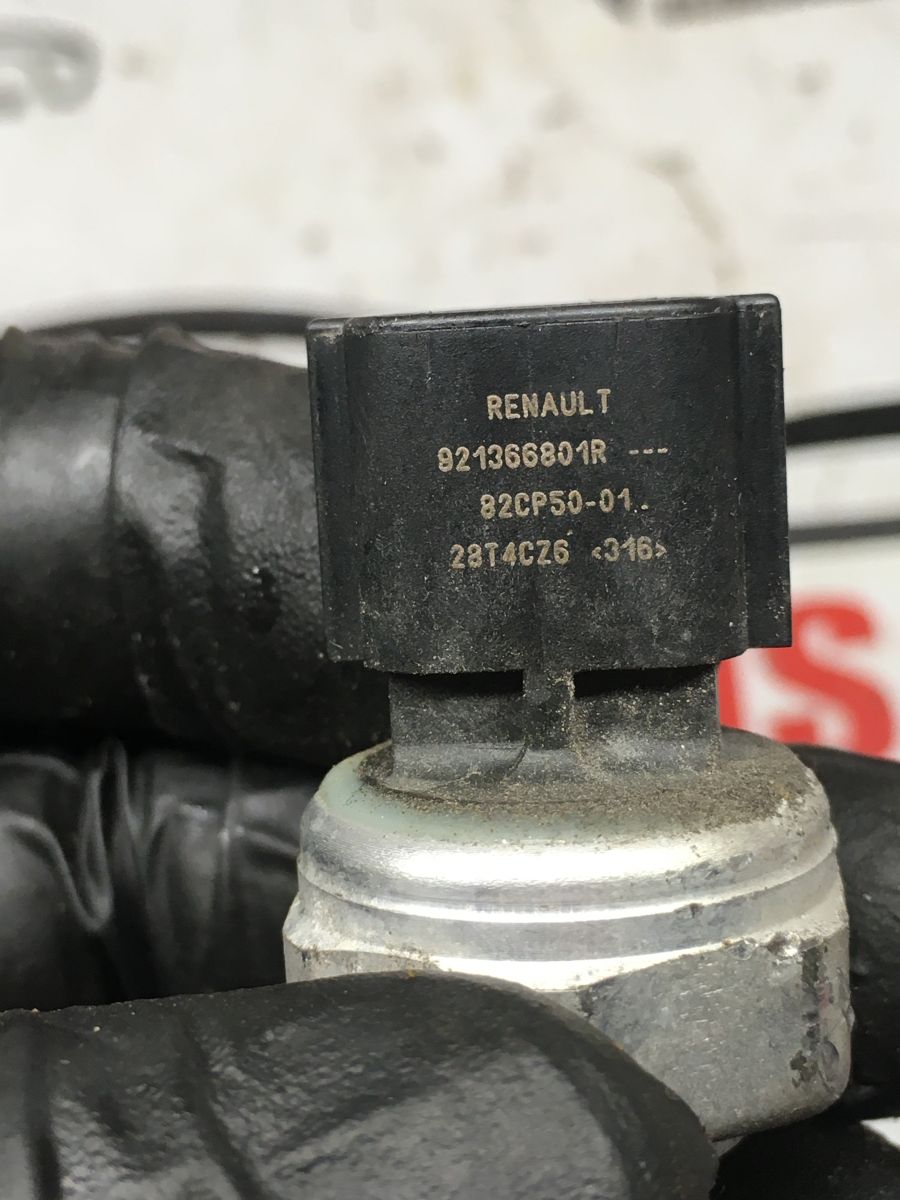 RENAULT
921366801R ---
82CP50-01.
28T4CZ6 <316>